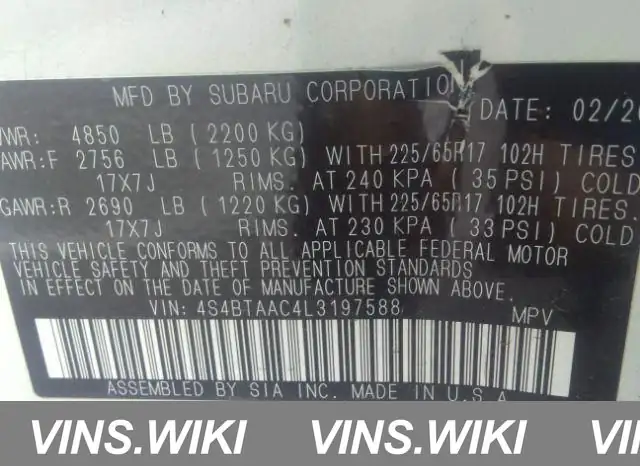 MFD BY SUBARU CORPORATION DATE: 02/20
VWR: 4850 LB (2200 KG)
AWR:F 2756 LB (1250 KG) WITH 225/65R17 102H TIRES
17X7J RIMS. AT 240 KPA (35 PSI) COLD
GAWR:R 2690 LB (1220 KG) WITH 225/65R17 102H TIRES
17X7J RIMS. AT 230 KPA (33 PSI) COLD
THIS VEHICLE CONFORMS TO ALL APPLICABLE FEDERAL MOTOR
VEHICLE SAFETY AND THEFT PREVENTION STANDARDS
IN EFFECT ON THE DATE OF MANUFACTURE SHOWN ABOVE.
VIN: 4S4BTAAC4L3197588 MPV
ASSEMBLED BY SIA INC. MADE IN U.S.A
VINS.WIKI VINS.WIKI VINS.WIKI